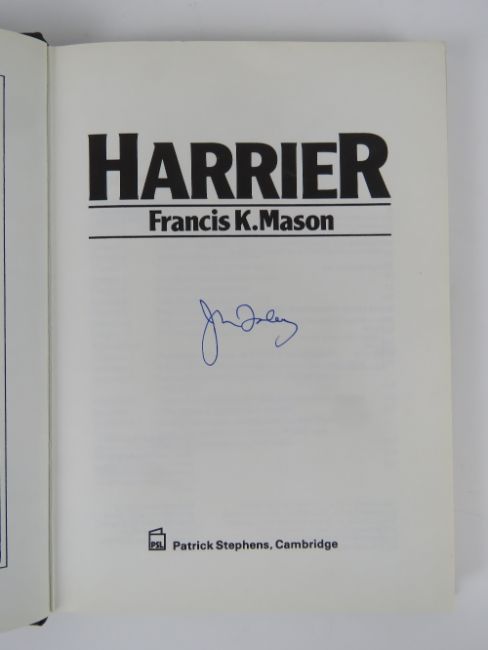 HARRIER
Francis K. Mason
PSL Patrick Stephens, Cambridge